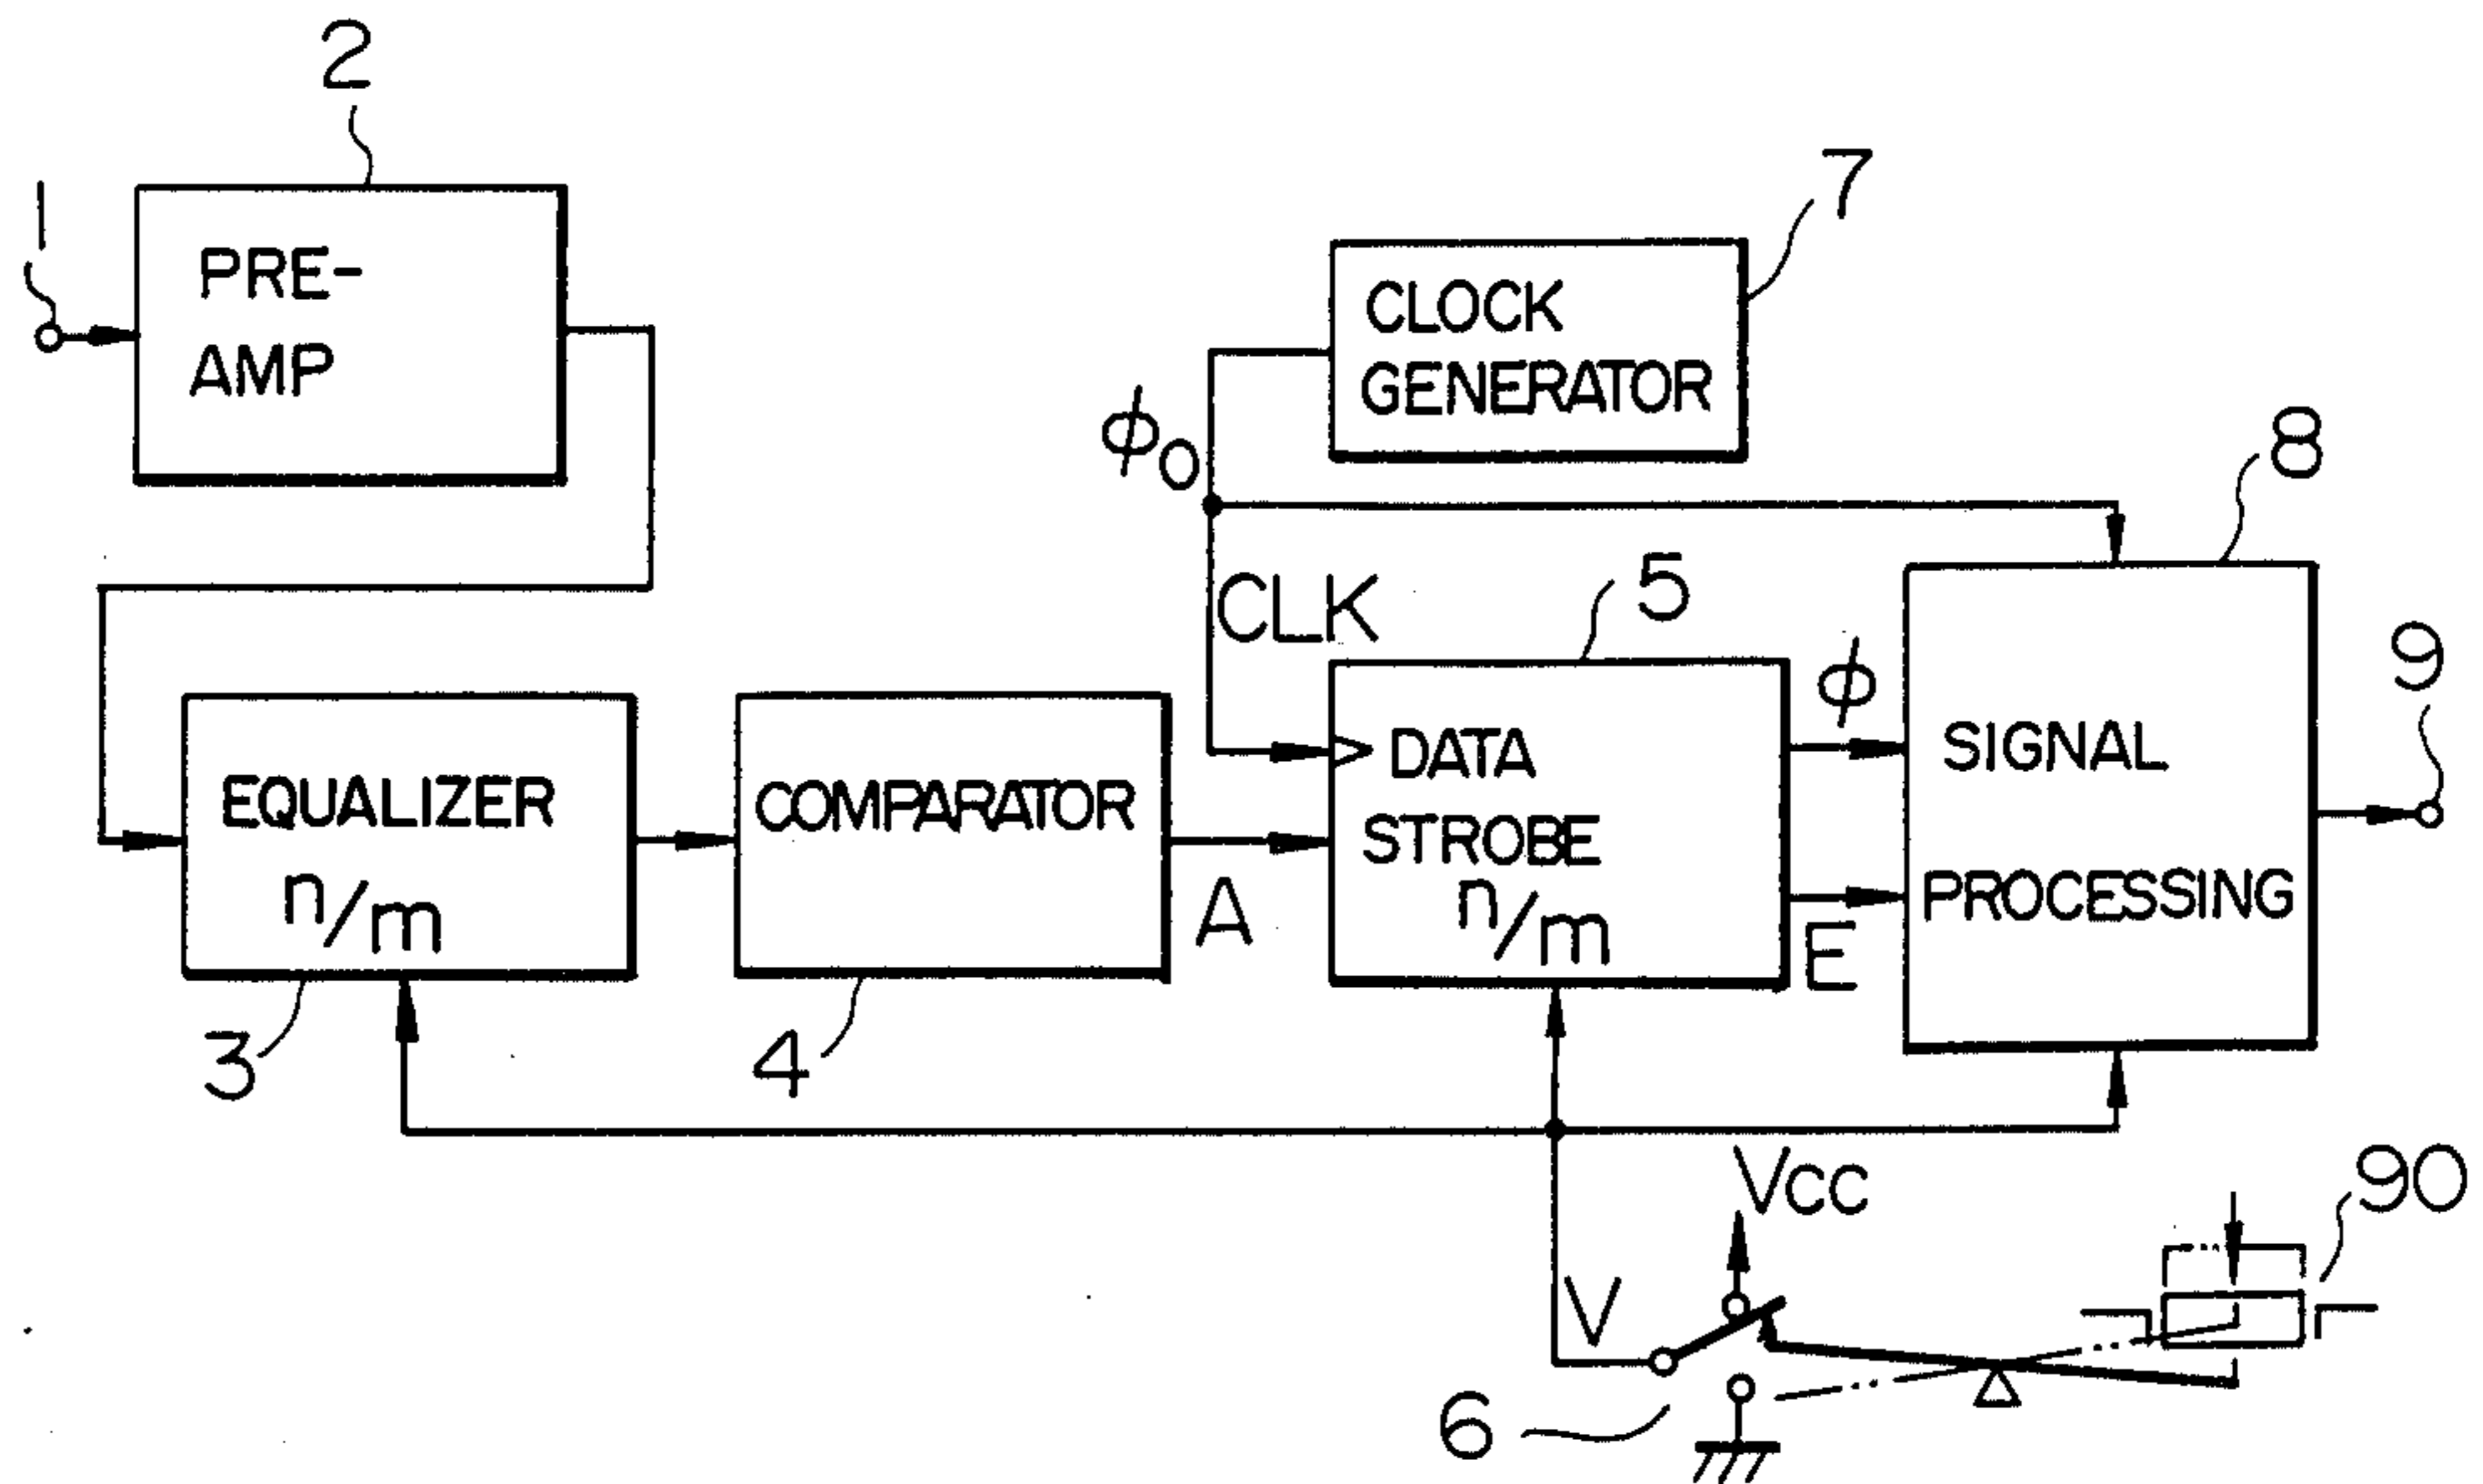 2
1
PRE-
AMP
7
CLOCK
GENERATOR
ϕ0
8
CLK
5
ϕ
9
DATA
STROBE
n/m
SIGNAL
PROCESSING
EQUALIZER
n/m
COMPARATOR
A
E
3
4
VCC
90
V
6